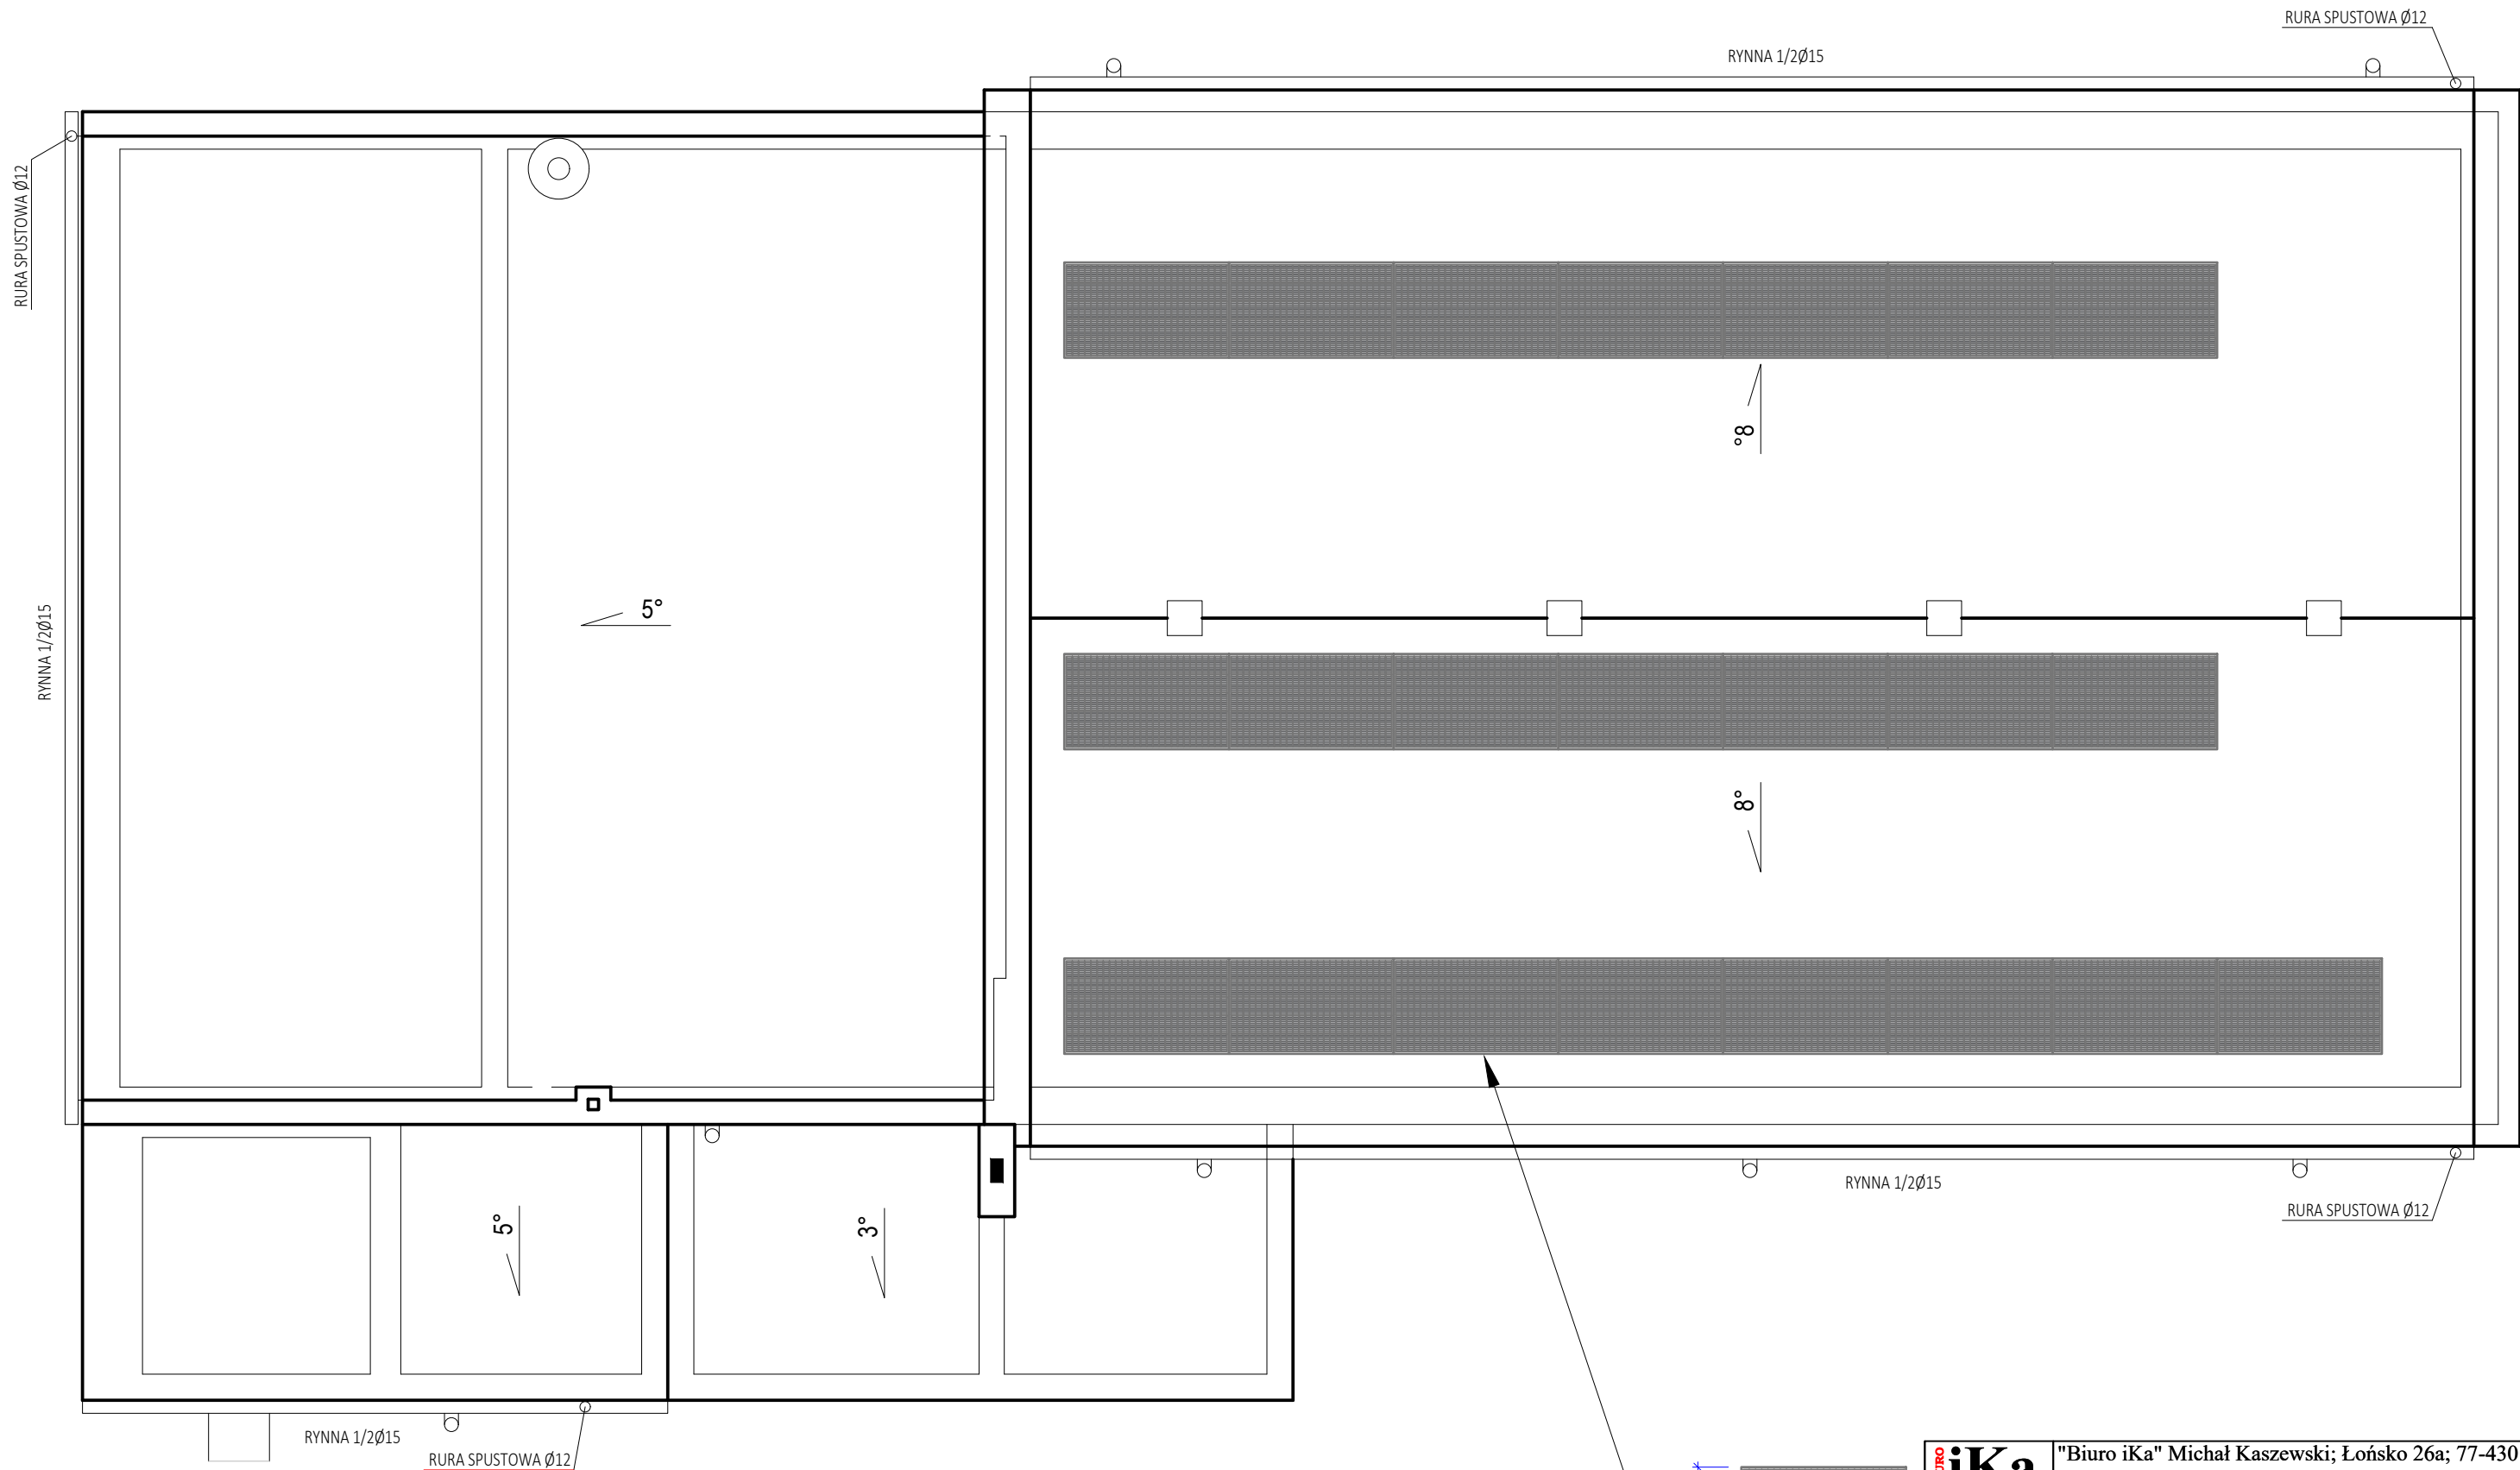 RURA SPUSTOWA Ø12
RYNNA 1/2Ø15
RURA SPUSTOWA Ø12
8°
5°
RYNNA 1/2Ø15
8°
RYNNA 1/2Ø15
RURA SPUSTOWA Ø12
5°
3°
RYNNA 1/2Ø15
RURA SPUSTOWA Ø12
iKa
"Biuro iKa" Michał Kaszewski; Łońsko 26a; 77-430